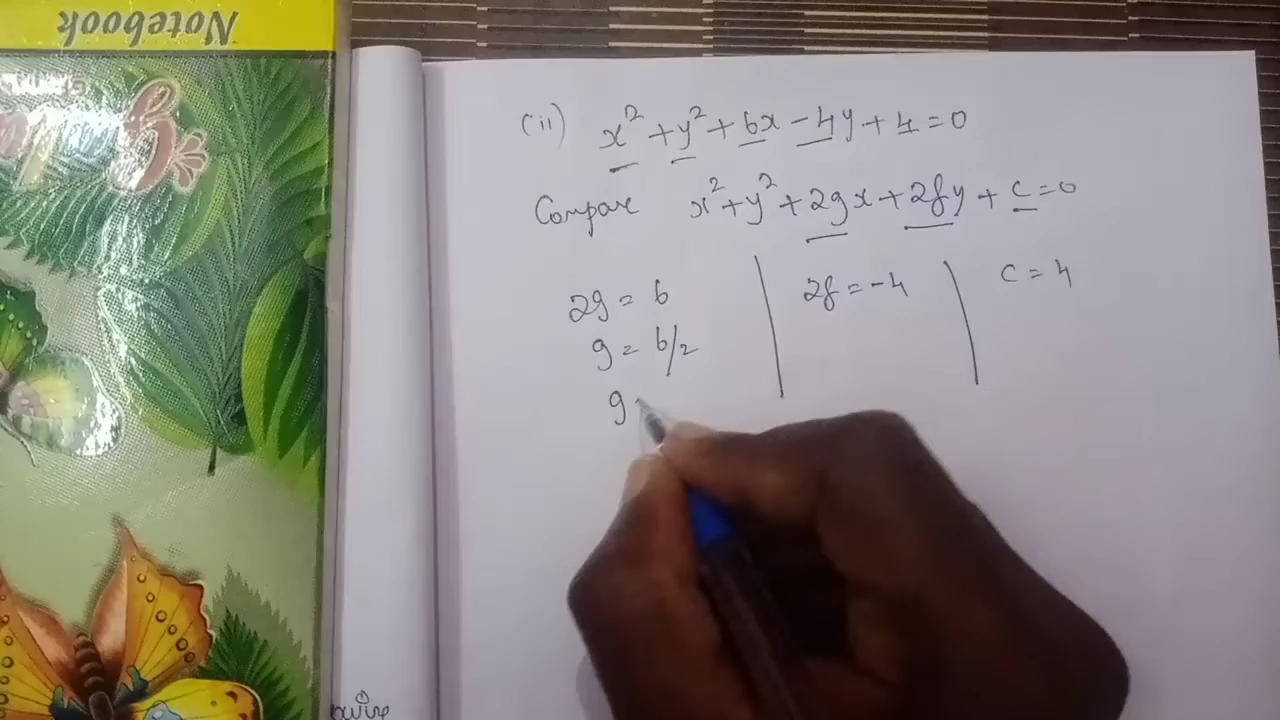 Notebook
(ii) x² + y² + 6x - 4y + 4 = 0
Compare x² + y² + 2gx + 2fy + c = 0
2g = 6 | 2f = -4 | c = 4
g = 6/2
g